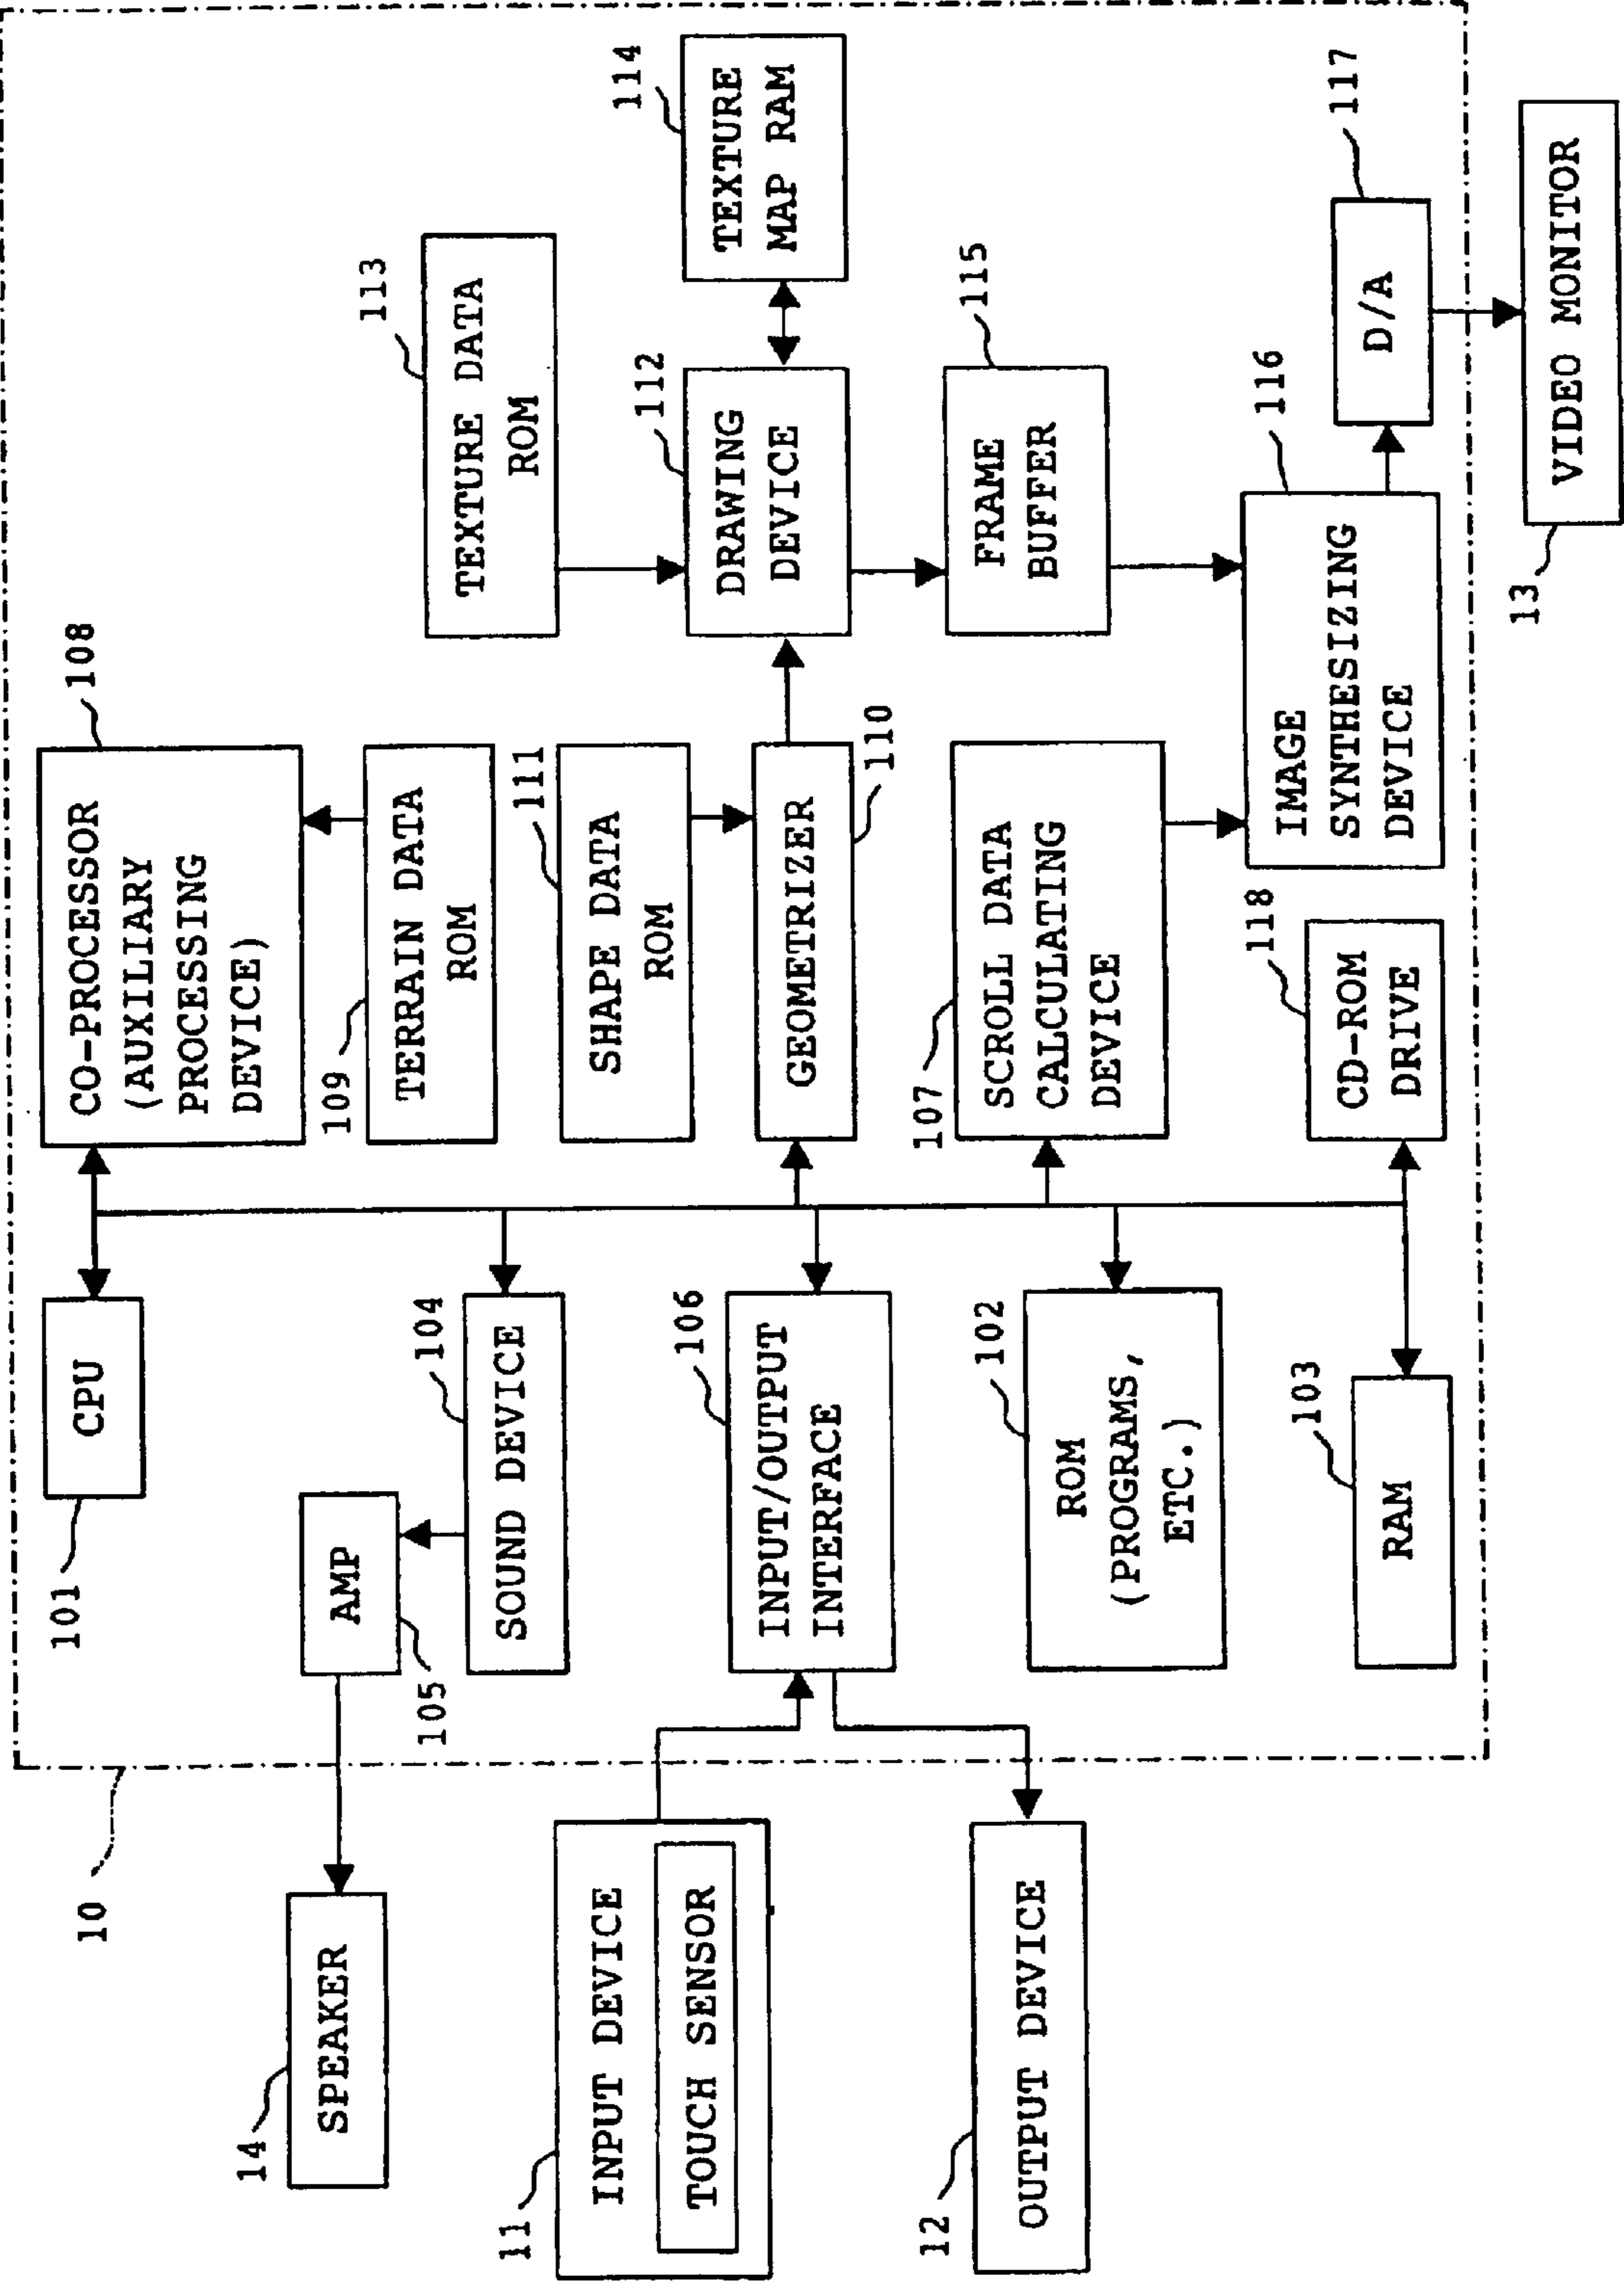 10
CPU
101
CO-PROCESSOR
(AUXILIARY
PROCESSING
DEVICE)
108
14
SPEAKER
AMP
105
109
TERRAIN DATA
ROM
TEXTURE DATA
ROM
113
104
SOUND DEVICE
SHAPE DATA
ROM
111
11
INPUT DEVICE
TOUCH SENSOR
106
INPUT/OUTPUT
INTERFACE
GEOMETRIZER
110
DRAWING
DEVICE
112
TEXTURE
MAP RAM
114
12
OUTPUT DEVICE
102
ROM
(PROGRAMS,
ETC.)
107
SCROLL DATA
CALCULATING
DEVICE
FRAME
BUFFER
115
103
RAM
118
CD-ROM
DRIVE
IMAGE
SYNTHESIZING
DEVICE
116
D/A
117
13
VIDEO MONITOR